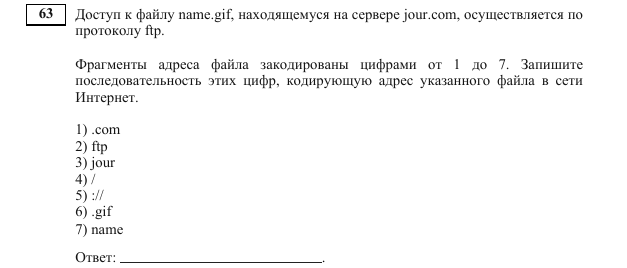 63
Доступ к файлу name.gif, находящемуся на сервере jour.com, осуществляется по
протоколу ftp.
Фрагменты адреса файла закодированы цифрами от 1 до 7. Запишите
последовательность этих цифр, кодирующую адрес указанного файла в сети
Интернет.
1) .com
2) ftp
3) jour
4) /
5) ://
6) .gif
7) name
Ответ: ___________________________.